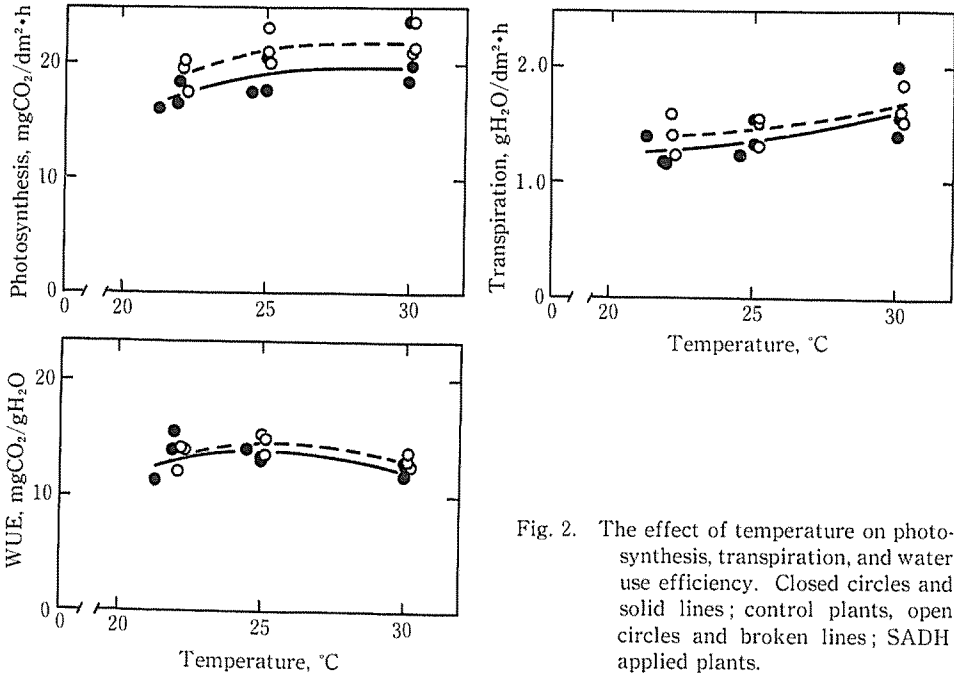 Photosynthesis, mgCO₂/dm²•h
20
10
0
0
20
25
30
Transpiration, gH₂O/dm²•h
2.0
1.0
0
0
20
25
30
Temperature, °C
WUE, mgCO₂/gH₂O
20
10
0
0
20
25
30
Temperature, °C
Fig. 2. The effect of temperature on photo-
synthesis, transpiration, and water
use efficiency. Closed circles and
solid lines; control plants, open
circles and broken lines; SADH
applied plants.